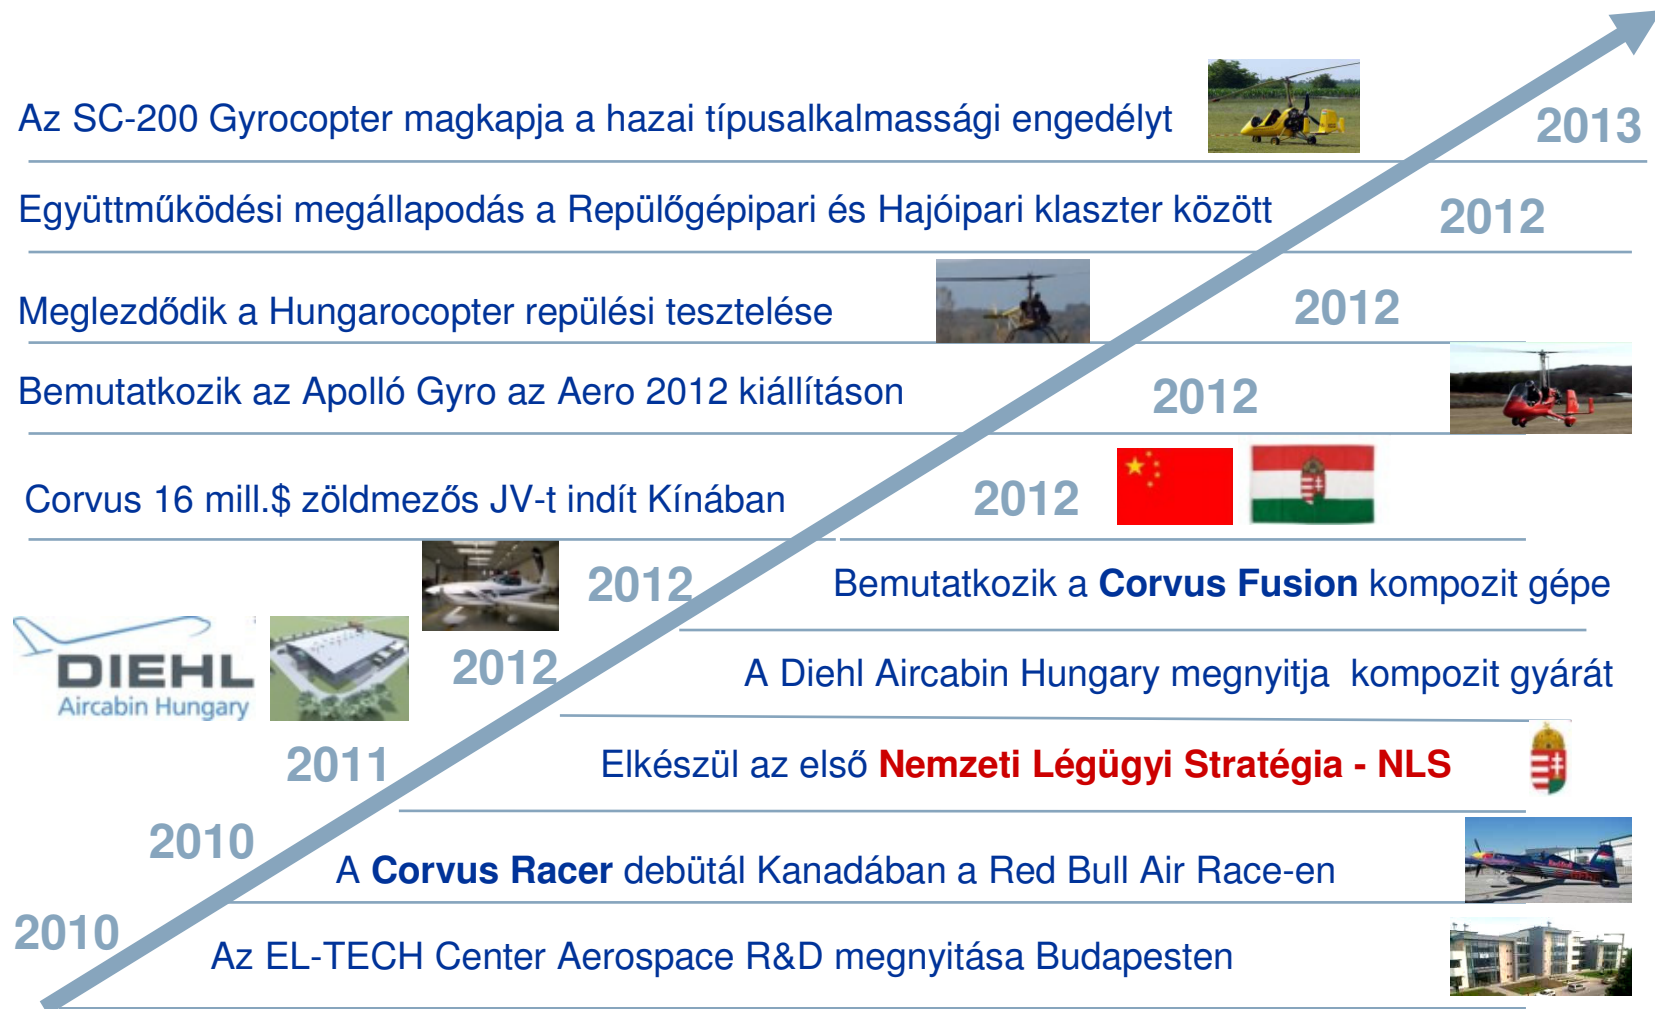 Az SC-200 Gyrocopter magkapja a hazai típusalkalmassági engedélyt 2013
Együttműködési megállapodás a Repülőgépipari és Hajóipari klaszter között 2012
Meglezdődik a Hungarocopter repülési tesztelése 2012
Bemutatkozik az Apolló Gyro az Aero 2012 kiállításon 2012
Corvus 16 mill.$ zöldmezős JV-t indít Kínában 2012
2012 Bemutatkozik a Corvus Fusion kompozit gépe
DIEHL
Aircabin Hungary
2012 A Diehl Aircabin Hungary megnyitja kompozit gyárát
2011 Elkészül az első Nemzeti Légügyi Stratégia - NLS
2010 A Corvus Racer debütál Kanadában a Red Bull Air Race-en
2010 Az EL-TECH Center Aerospace R&D megnyitása Budapesten